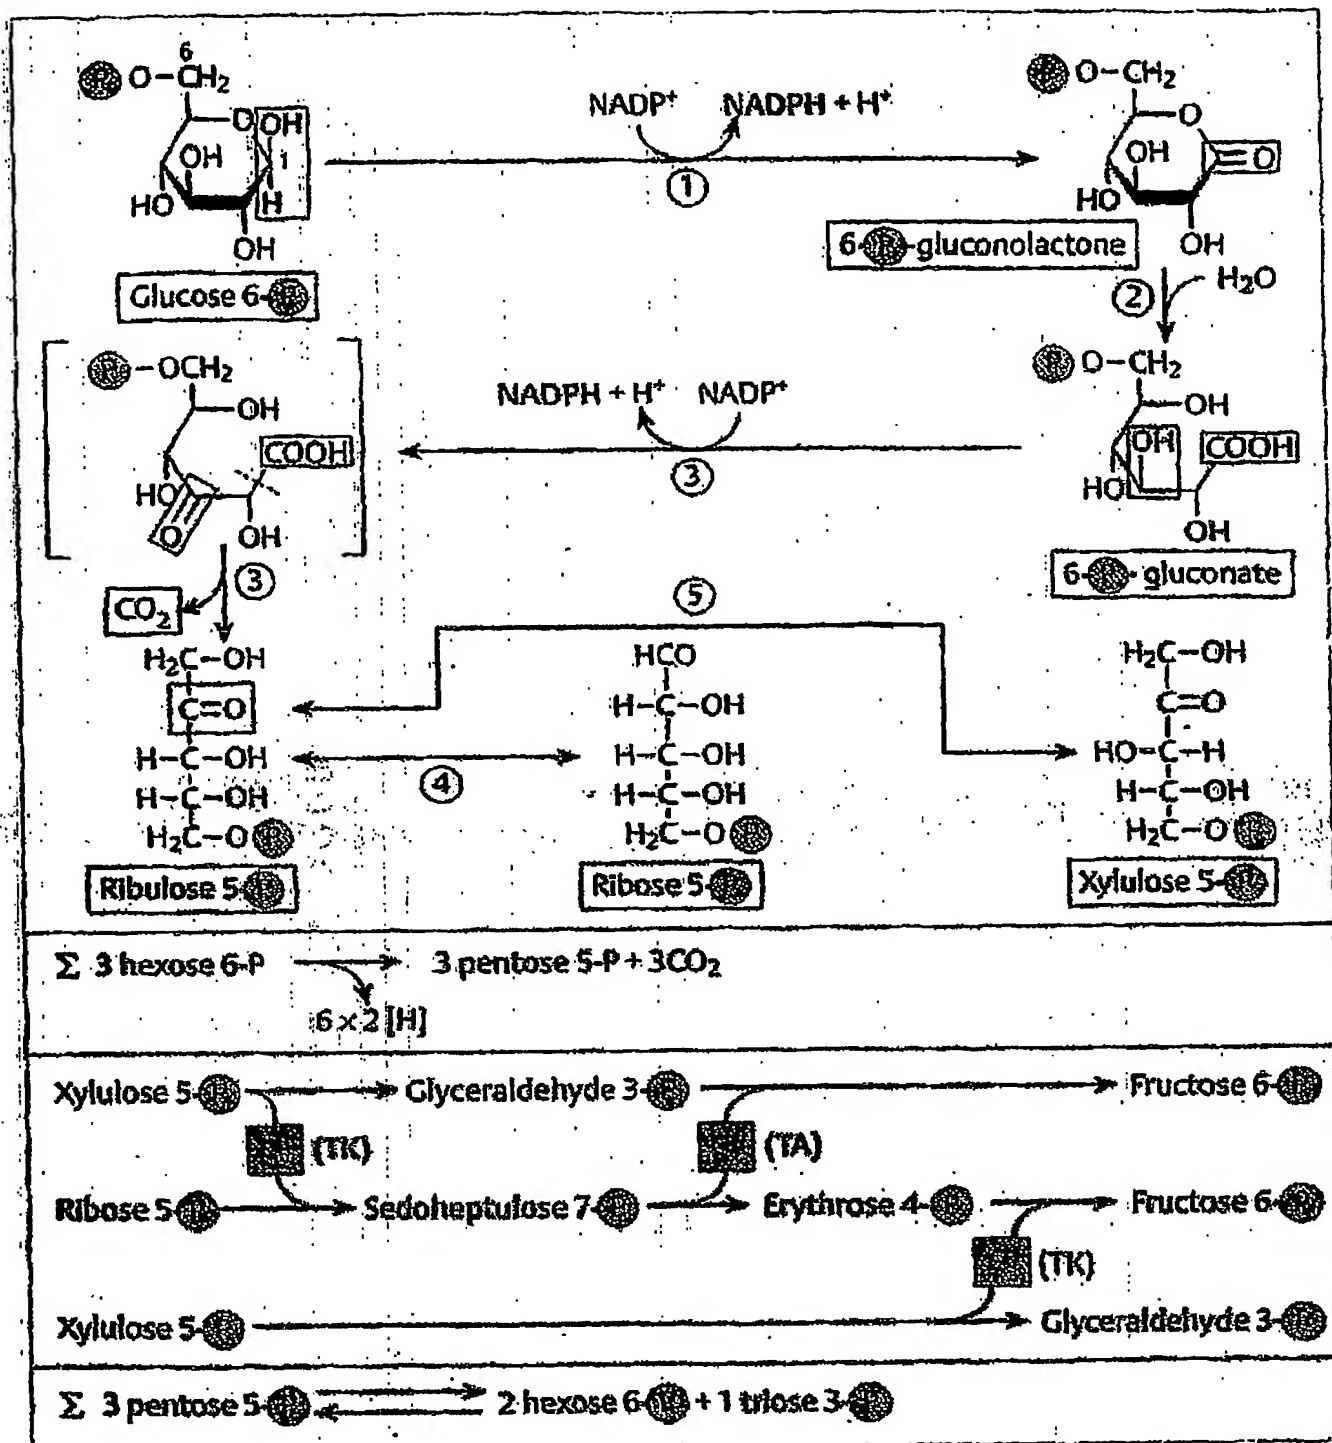 6
P O-CH₂
O OH
OH 1
HO H
OH
Glucose 6-P
NADP⁺ NADPH + H⁺
1
P O-CH₂
O
OH O
HO
OH
6-P-gluconolactone
2 H₂O
P-OCH₂
OH
COOH
HO
O OH
NADPH + H⁺ NADP⁺
3
P O-CH₂
OH
OH COOH
HO
OH
6-P-gluconate
3
CO₂
5
H₂C-OH
C=O
H-C-OH
H-C-OH
H₂C-O P
Ribulose 5-P
4
HCO
H-C-OH
H-C-OH
H-C-OH
H₂C-O P
Ribose 5-P
H₂C-OH
C=O
HO-C-H
H-C-OH
H₂C-O P
Xylulose 5-P
Σ 3 hexose 6-P 3 pentose 5-P + 3CO₂
6 x 2 [H]
Xylulose 5-P Glyceraldehyde 3-P Fructose 6-P
(TK) (TA)
Ribose 5-P Sedoheptulose 7-P Erythrose 4-P Fructose 6-P
(TK)
Xylulose 5-P Glyceraldehyde 3-P
Σ 3 pentose 5-P 2 hexose 6-P + 1 triose 3-P